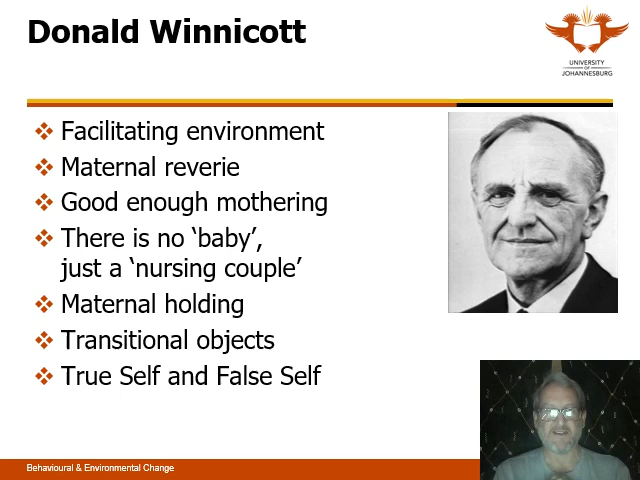 Donald Winnicott
UNIVERSITY
OF
JOHANNESBURG
Facilitating environment
Maternal reverie
Good enough mothering
There is no ‘baby’,
just a ‘nursing couple’
Maternal holding
Transitional objects
True Self and False Self
Behavioural & Environmental Change